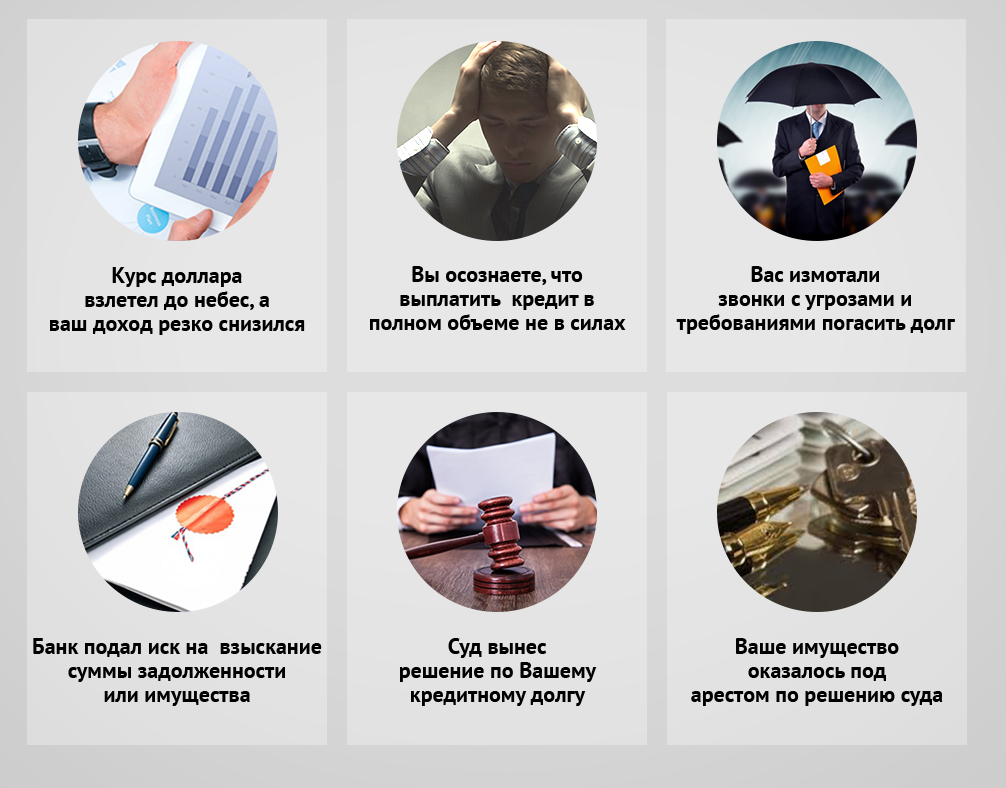 Курс доллара
взлетел до небес, а
ваш доход резко снизился
Вы осознаете, что
выплатить кредит в
полном объеме не в силах
Вас измотали
звонки с угрозами и
требованиями погасить долг
Банк подал иск на взыскание
суммы задолженности
или имущества
Суд вынес
решение по Вашему
кредитному долгу
Ваше имущество
оказалось под
арестом по решению суда